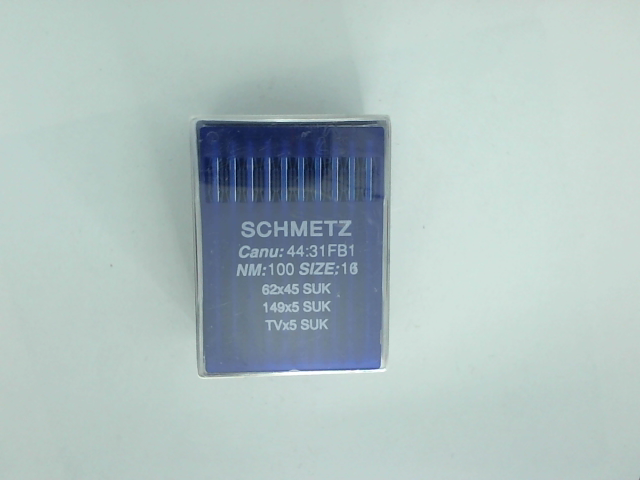 SCHMETZ
Canu: 44:31FB1
NM:100 SIZE:16
62x45 SUK
149x5 SUK
TVx5 SUK